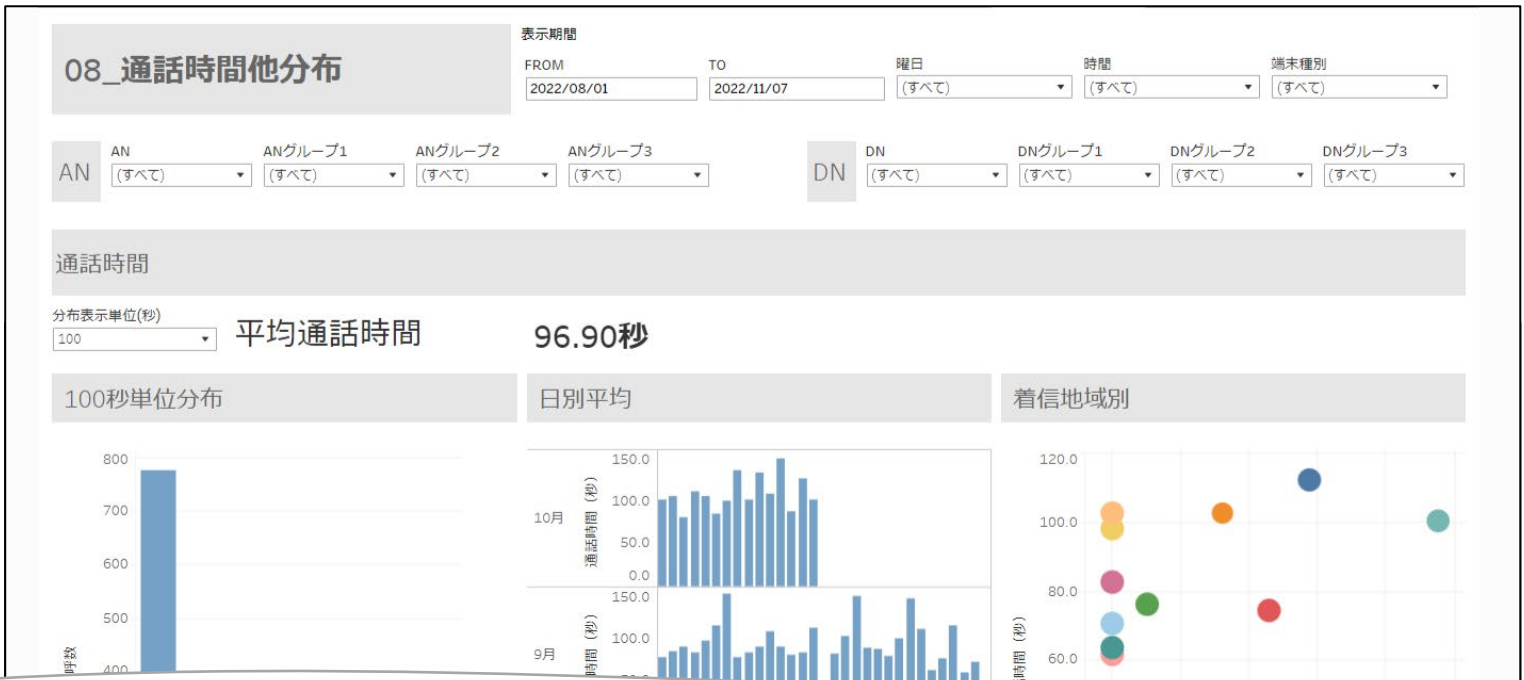 08_通話時間他分布
表示期間
FROM TO 曜日 時間 端末種別
2022/08/01 2022/11/07 (すべて) (すべて) (すべて)
AN
AN ANグループ1 ANグループ2 ANグループ3
(すべて) (すべて) (すべて) (すべて)
DN
DN DNグループ1 DNグループ2 DNグループ3
(すべて) (すべて) (すべて) (すべて)
通話時間
分布表示単位(秒)
100
平均通話時間 96.90秒
100秒単位分布
800
700
600
500
400
呼数
日別平均
10月
通話時間 (秒)
150.0
100.0
50.0
0.0
9月
時間 (秒)
150.0
100.0
着信地域別
120.0
100.0
80.0
60.0
時間 (秒)